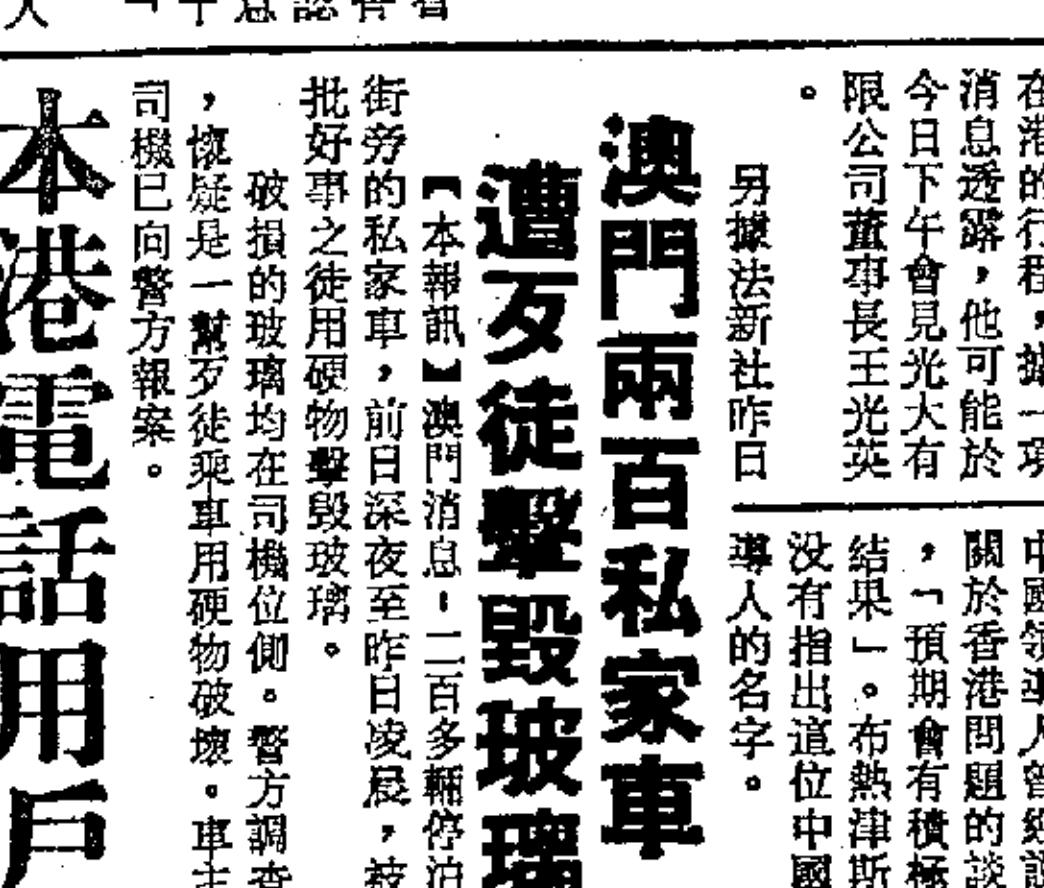 在港的行程,據一項
消息透露,他可能於
今日下午會見光大有
限公司董事長王光英
。
另據法新社昨日
關於香港問題的談
,「預期會有積極
結果」。布熱津斯
没有指出這位中國
導人的名字。
澳門兩百私家車
遭歹徒擊毀玻璃
【本報訊】澳門消息:二百多輛停泊
街旁的私家車,前日深夜至昨日凌晨,被
批好事之徒用硬物擊毀玻璃。
破損的玻璃均在司機位側。警方調查
,懷疑是一幫歹徒乘車用硬物破壞。車主
司機已向警方報案。
本港電話用戶